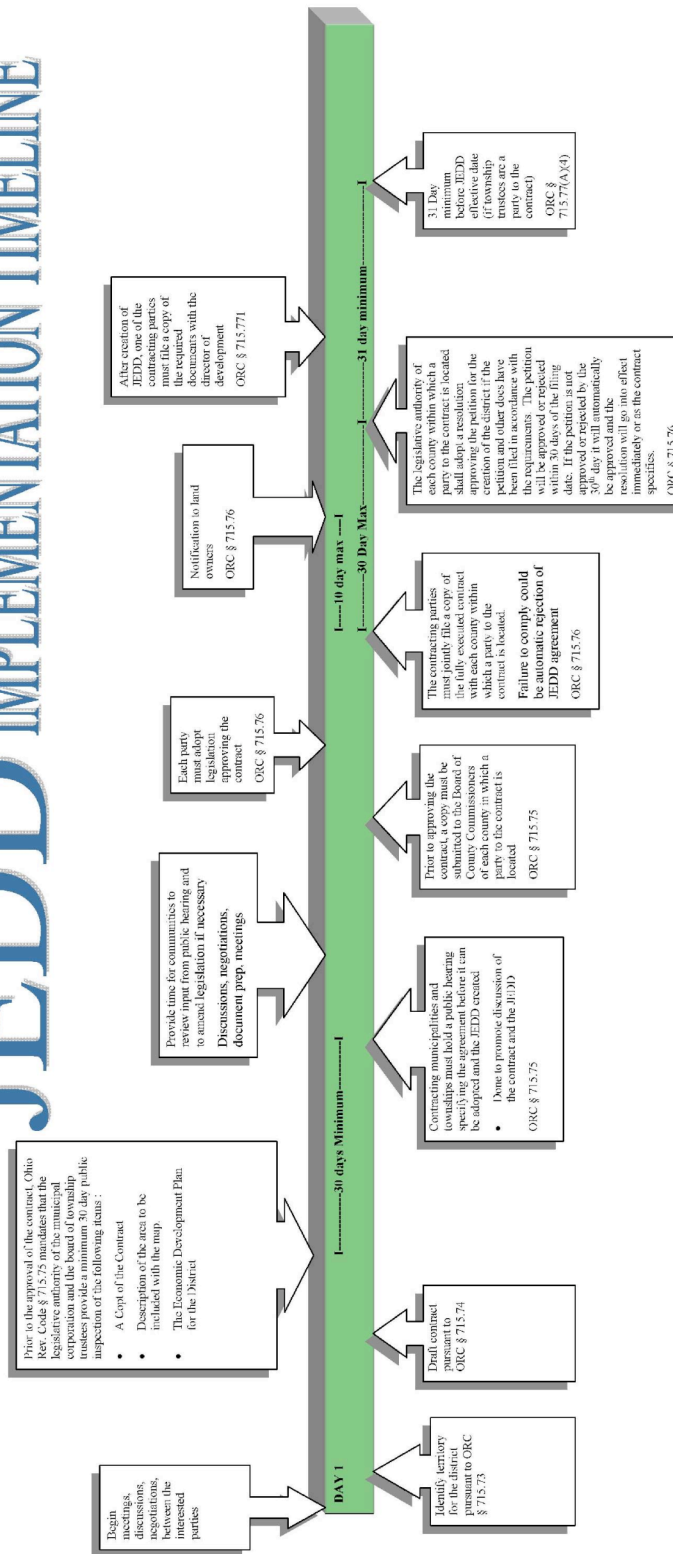 JEDD IMPLEMENTATION TIMELINE
Begin
meetings,
discussions,
negotiations,
between the
interested
parties
Prior to the approval of the contract, Ohio
Rev. Code § 715.75 mandates that the
legislative authority of the municipal
corporation and the board of township
trustees provide a minimum 30 day public
inspection of the following items :
• A Copt of the Contract
• Description of the area to be
included with the map.
• The Economic Development Plan
for the District
Provide time for communities to
review input from public hearing and
to amend legislation if necessary
Discussions, negotiations,
document prep, meetings
Each party
must adopt
legislation
approving the
contract
ORC § 715.76
Notification to land
owners
ORC § 715.76
After creation of
JEDD, one of the
contracting parties
must file a copy of
the required
documents with the
director of
development
ORC § 715.771
DAY 1
I-----------30 days Minimum-----------I
I-----10 day max ----I
I-----------30 Day Max-----------I-----------31 day minimum-----------I
Identify territory
for the district
pursuant to ORC
§ 715.73
Draft contract
pursuant to
ORC § 715.74
Contracting municipalities and
townships must hold a public hearing
specifying the agreement before it can
be adopted and the JEDD created
• Done to promote discussion of
the contract and the JEDD
ORC § 715.75
Prior to approving the
contract, a copy must be
submitted to the Board of
County Commissioners
of each county in which a
party to the contract is
located
ORC § 715.75
The contracting parties
must jointly file a copy of
the fully executed contract
with each county within
which a party to the
contract is located.
Failure to comply could
be automatic rejection of
JEDD agreement
ORC § 715.76
The legislative authority of
each county within which a
party to the contract is located
shall adopt a resolution
approving the petition for the
creation of the district if the
petition and other docs have
been filed in accordance with
the requirements. The petition
will be approved or rejected
within 30 days of the filing
date. If the petition is not
approved or rejected by the
30th day it will automatically
be approved and the
resolution will go into effect
immediately or as the contract
specifies.
ORC § 715.76
31 Day
minimum
before JEDD
effective date
(if township
trustees are a
party to the
contract)
ORC §
715.77(A)(4)